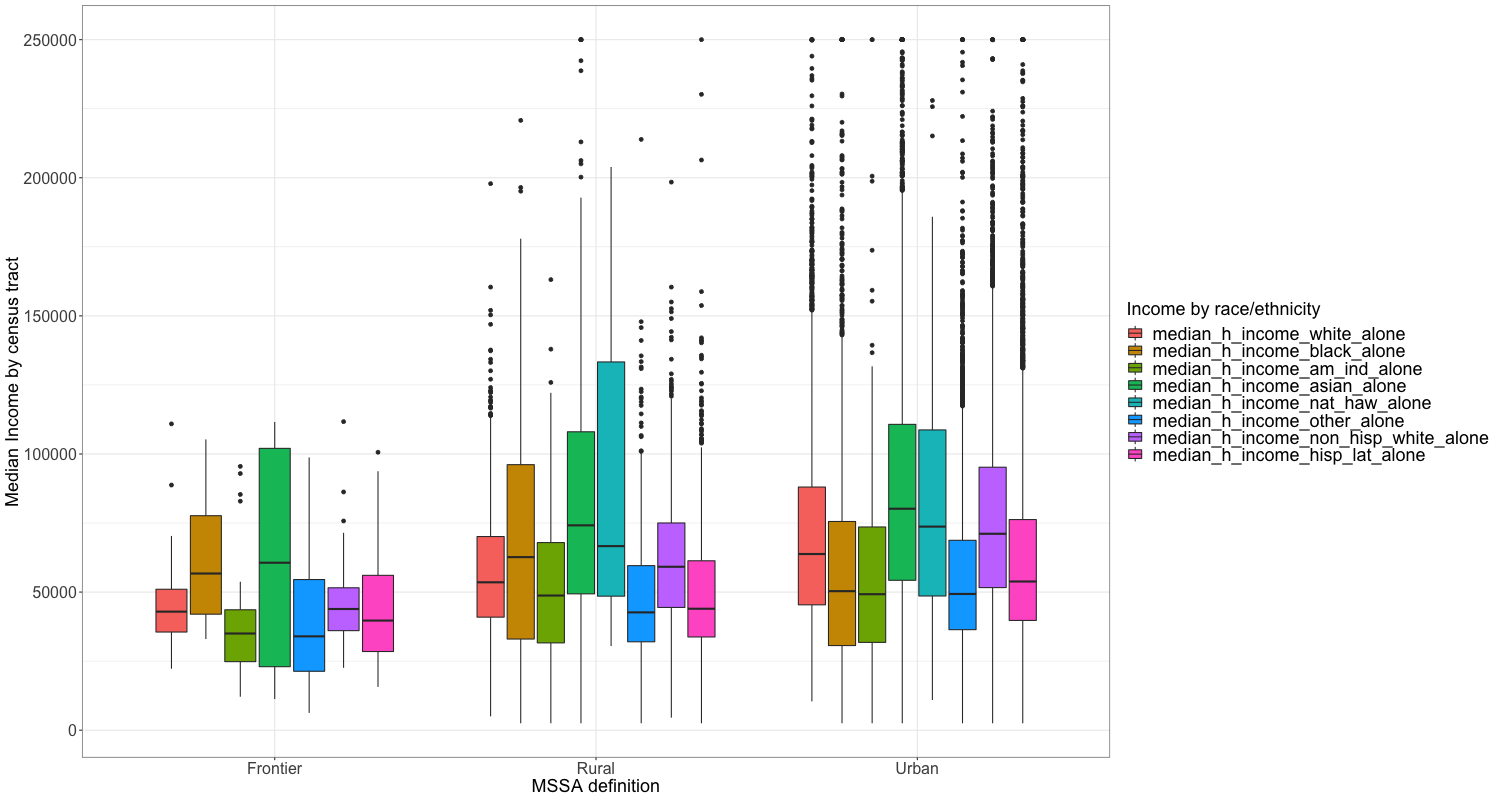 250000
200000
150000
100000
50000
0
Median Income by census tract
Frontier
Rural
Urban
MSSA definition
Income by race/ethnicity
median_h_income_white_alone
median_h_income_black_alone
median_h_income_am_ind_alone
median_h_income_asian_alone
median_h_income_nat_haw_alone
median_h_income_other_alone
median_h_income_non_hisp_white_alone
median_h_income_hisp_lat_alone